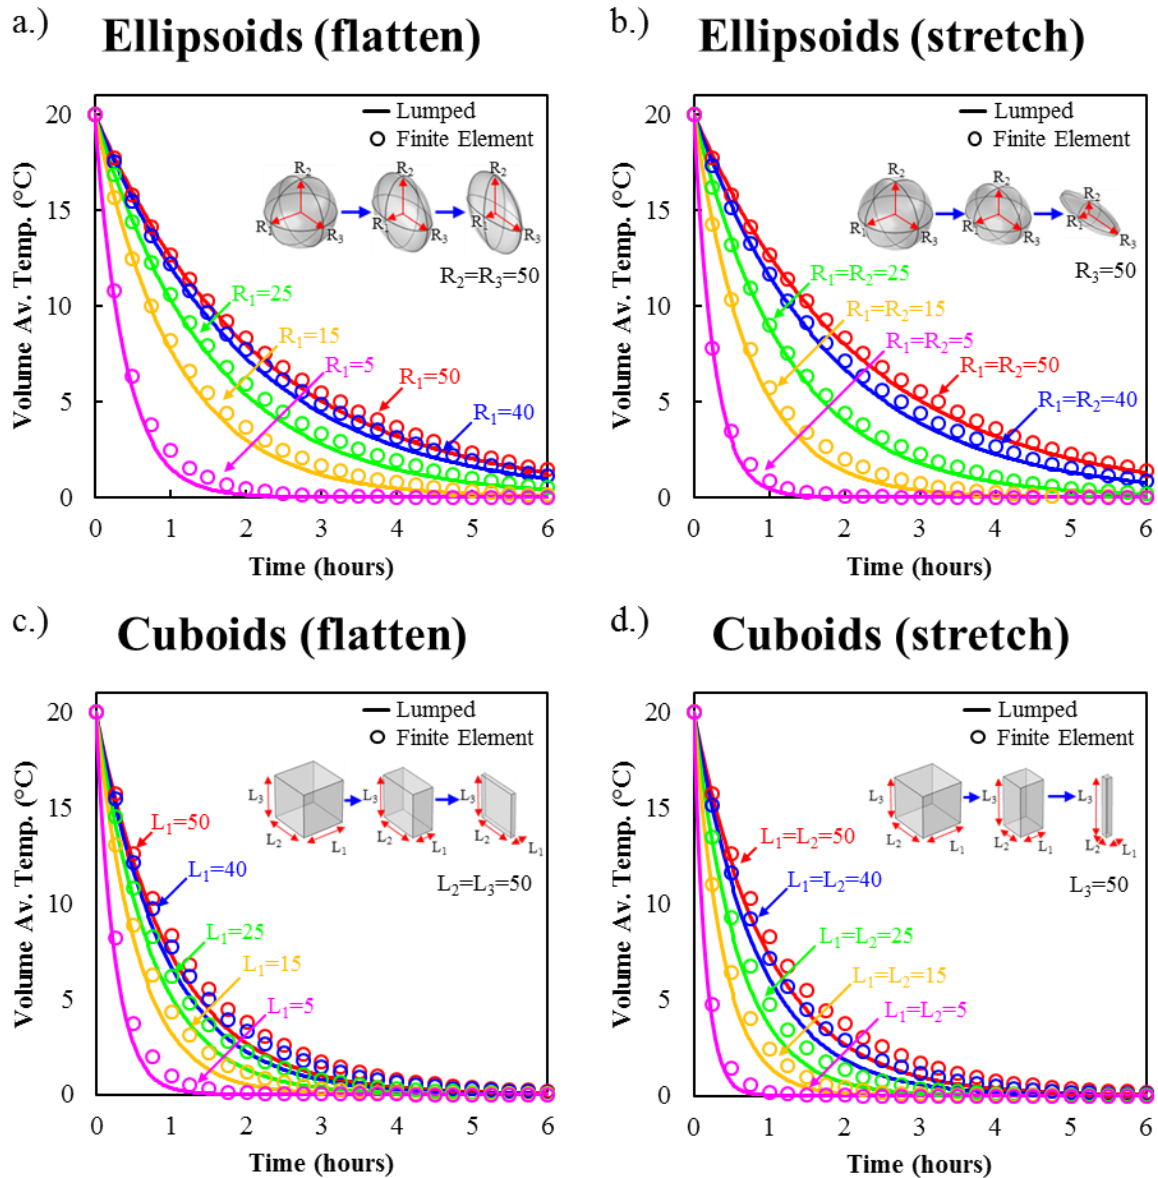 a.)
Ellipsoids (flatten)
Lumped
Finite Element
R₂ R₂ R₂
R₁ R₃ R₁ R₃ R₁ R₃
R₂=R₃=50
R₁=25
R₁=15
R₁=5
R₁=50
R₁=40
20
15
10
5
0
Volume Av. Temp. (°C)
0 1 2 3 4 5 6
Time (hours)
b.)
Ellipsoids (stretch)
Lumped
Finite Element
R₂ R₂ R₂
R₁ R₃ R₁ R₃ R₁ R₃
R₃=50
R₁=R₂=25
R₁=R₂=15
R₁=R₂=5
R₁=R₂=50
R₁=R₂=40
20
15
10
5
0
Volume Av. Temp. (°C)
0 1 2 3 4 5 6
Time (hours)
c.)
Cuboids (flatten)
Lumped
Finite Element
L₃ L₃ L₃
L₂ L₁ L₂ L₁ L₂ L₁
L₂=L₃=50
L₁=50
L₁=40
L₁=25
L₁=15
L₁=5
20
15
10
5
0
Volume Av. Temp. (°C)
0 1 2 3 4 5 6
Time (hours)
d.)
Cuboids (stretch)
Lumped
Finite Element
L₃ L₃ L₃
L₂ L₁ L₂ L₁ L₂ L₁
L₃=50
L₁=L₂=50
L₁=L₂=40
L₁=L₂=25
L₁=L₂=15
L₁=L₂=5
20
15
10
5
0
Volume Av. Temp. (°C)
0 1 2 3 4 5 6
Time (hours)